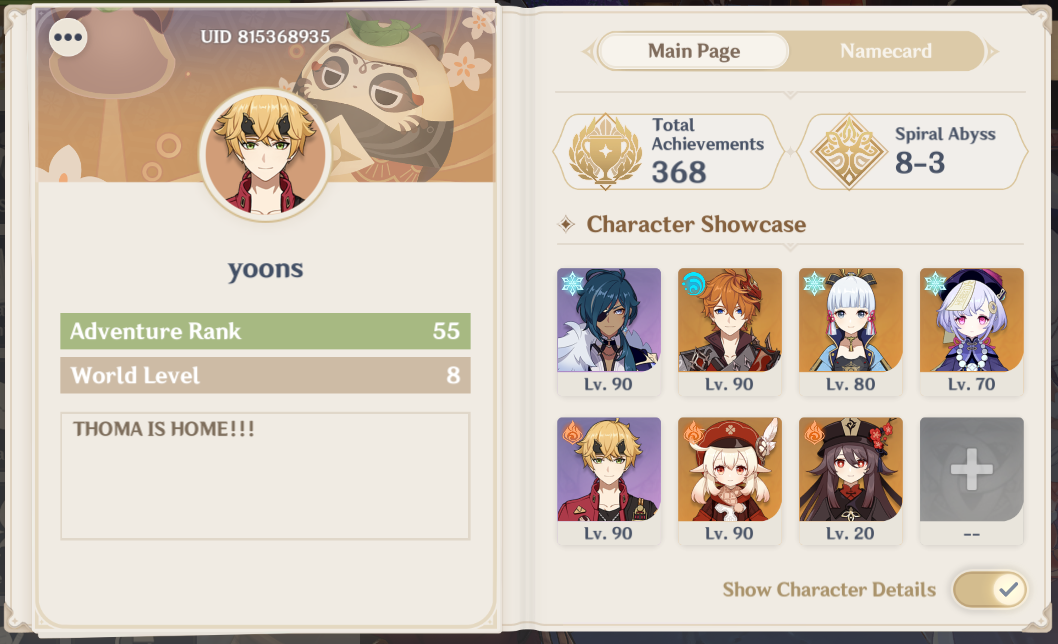 UID 815368935
yoons
Adventure Rank 55
World Level 8
THOMA IS HOME!!!
Main Page Namecard
Total
Achievements
368
Spiral Abyss
8-3
Character Showcase
Lv. 90 Lv. 90 Lv. 80 Lv. 70
Lv. 90 Lv. 90 Lv. 20 --
Show Character Details